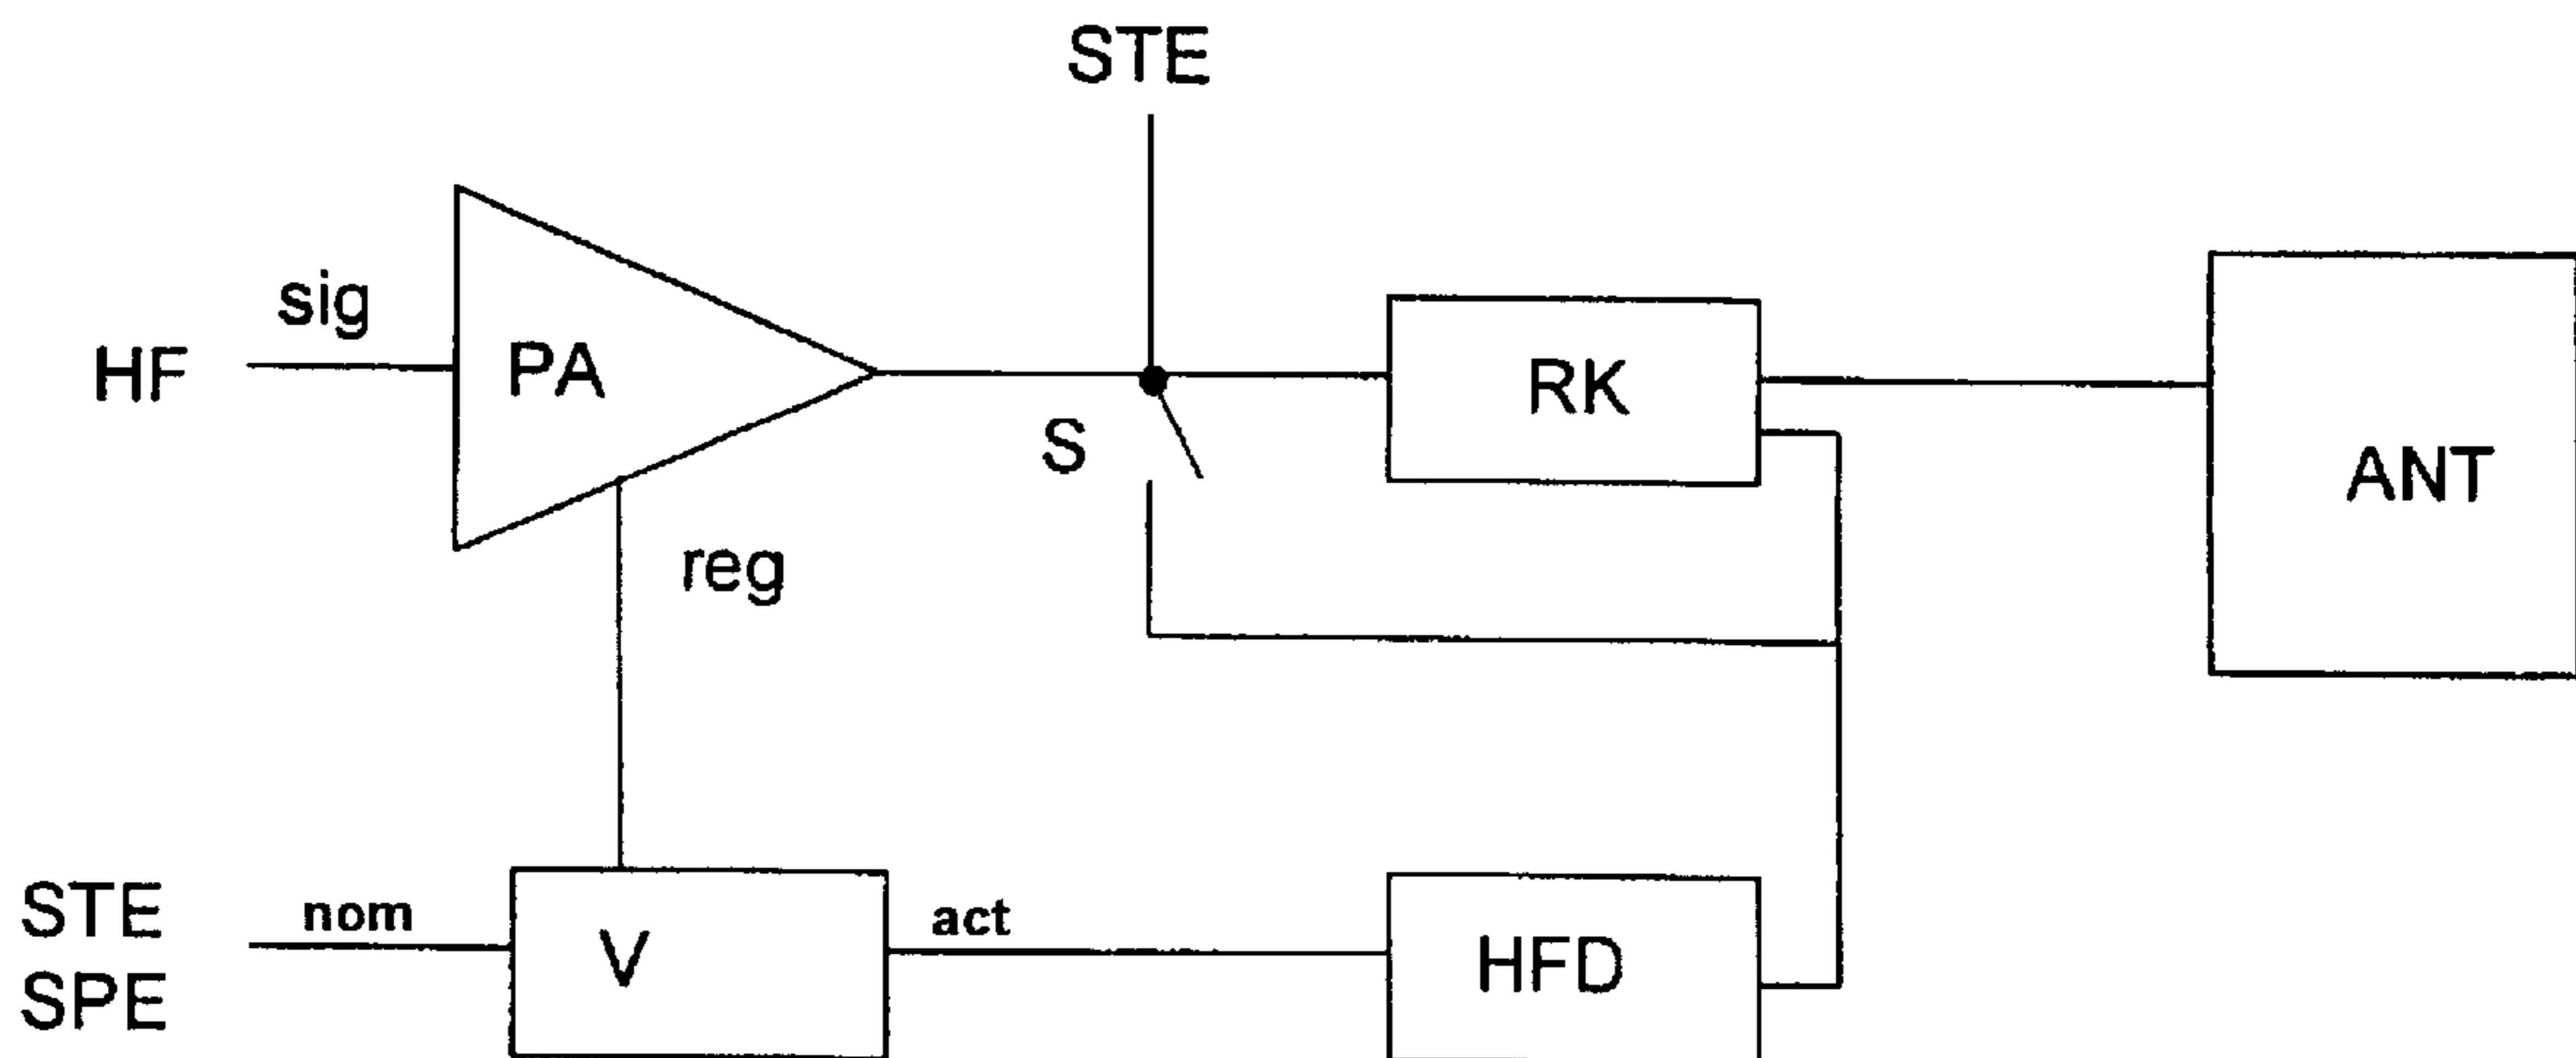 STE
sig
HF
PA
RK
S
ANT
reg
STE
nom
act
V
HFD
SPE